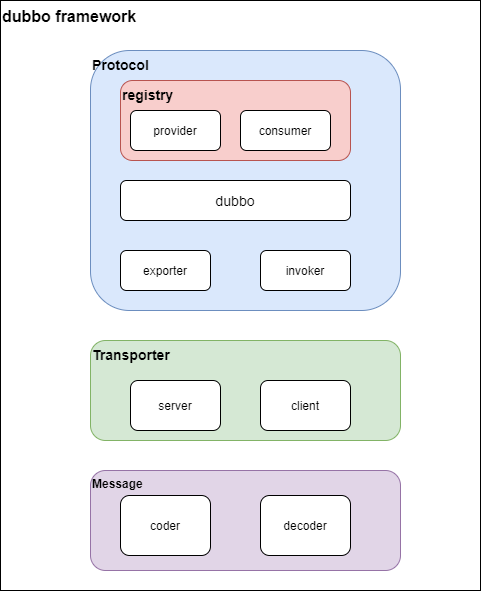 dubbo framework
Protocol
registry
provider consumer
dubbo
exporter invoker
Transporter
server client
Message
coder decoder